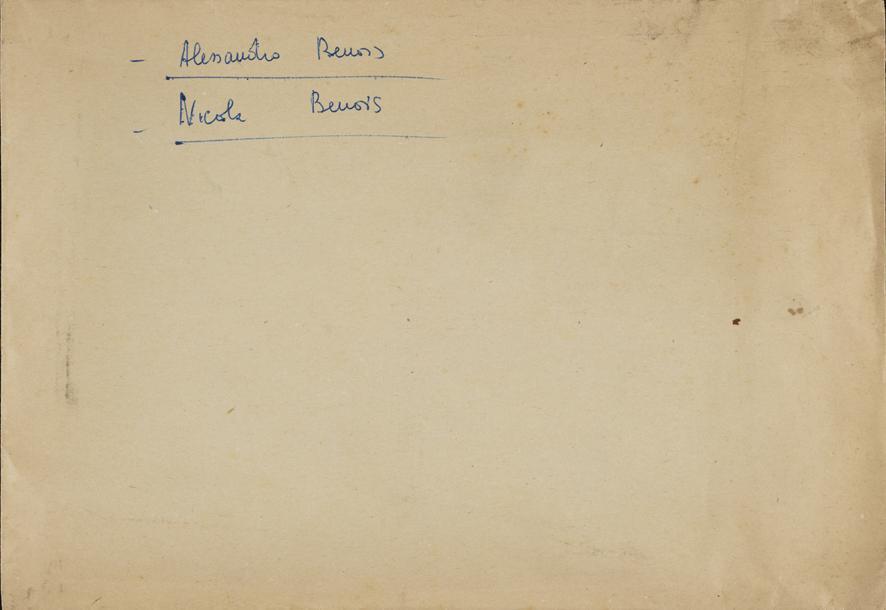 - Alessandro Benois
- Nicola Benois